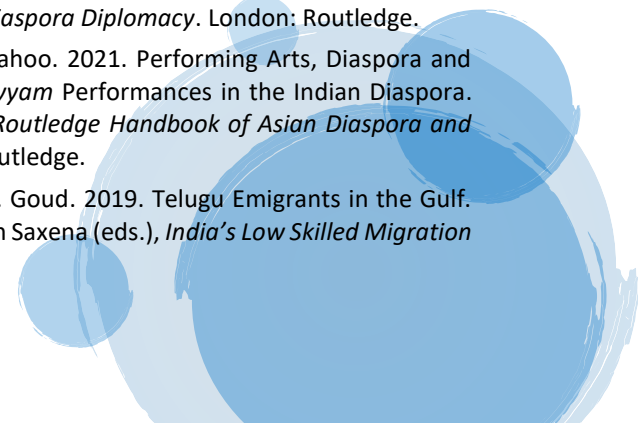 iaspora Diplomacy. London: Routledge.
ahoo. 2021. Performing Arts, Diaspora and
yyam Performances in the Indian Diaspora.
Routledge Handbook of Asian Diaspora and
utledge.
. Goud. 2019. Telugu Emigrants in the Gulf.
n Saxena (eds.), India’s Low Skilled Migration